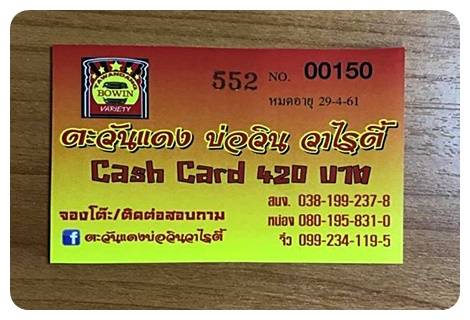 TAWANDANG
BOWIN
VARIETY
552 NO. 00150
หมดอายุ 29-4-61
ตะวันแดง บ่อวิน วาไรตี้
Cash Card 420 บาท
สนง. 038-199-237-8
จองโต๊ะ/ติดต่อสอบถาม
หน่อง 080-195-831-0
f ตะวันแดงบ่อวินวาไรตี้
จิ๋ว 099-234-119-5